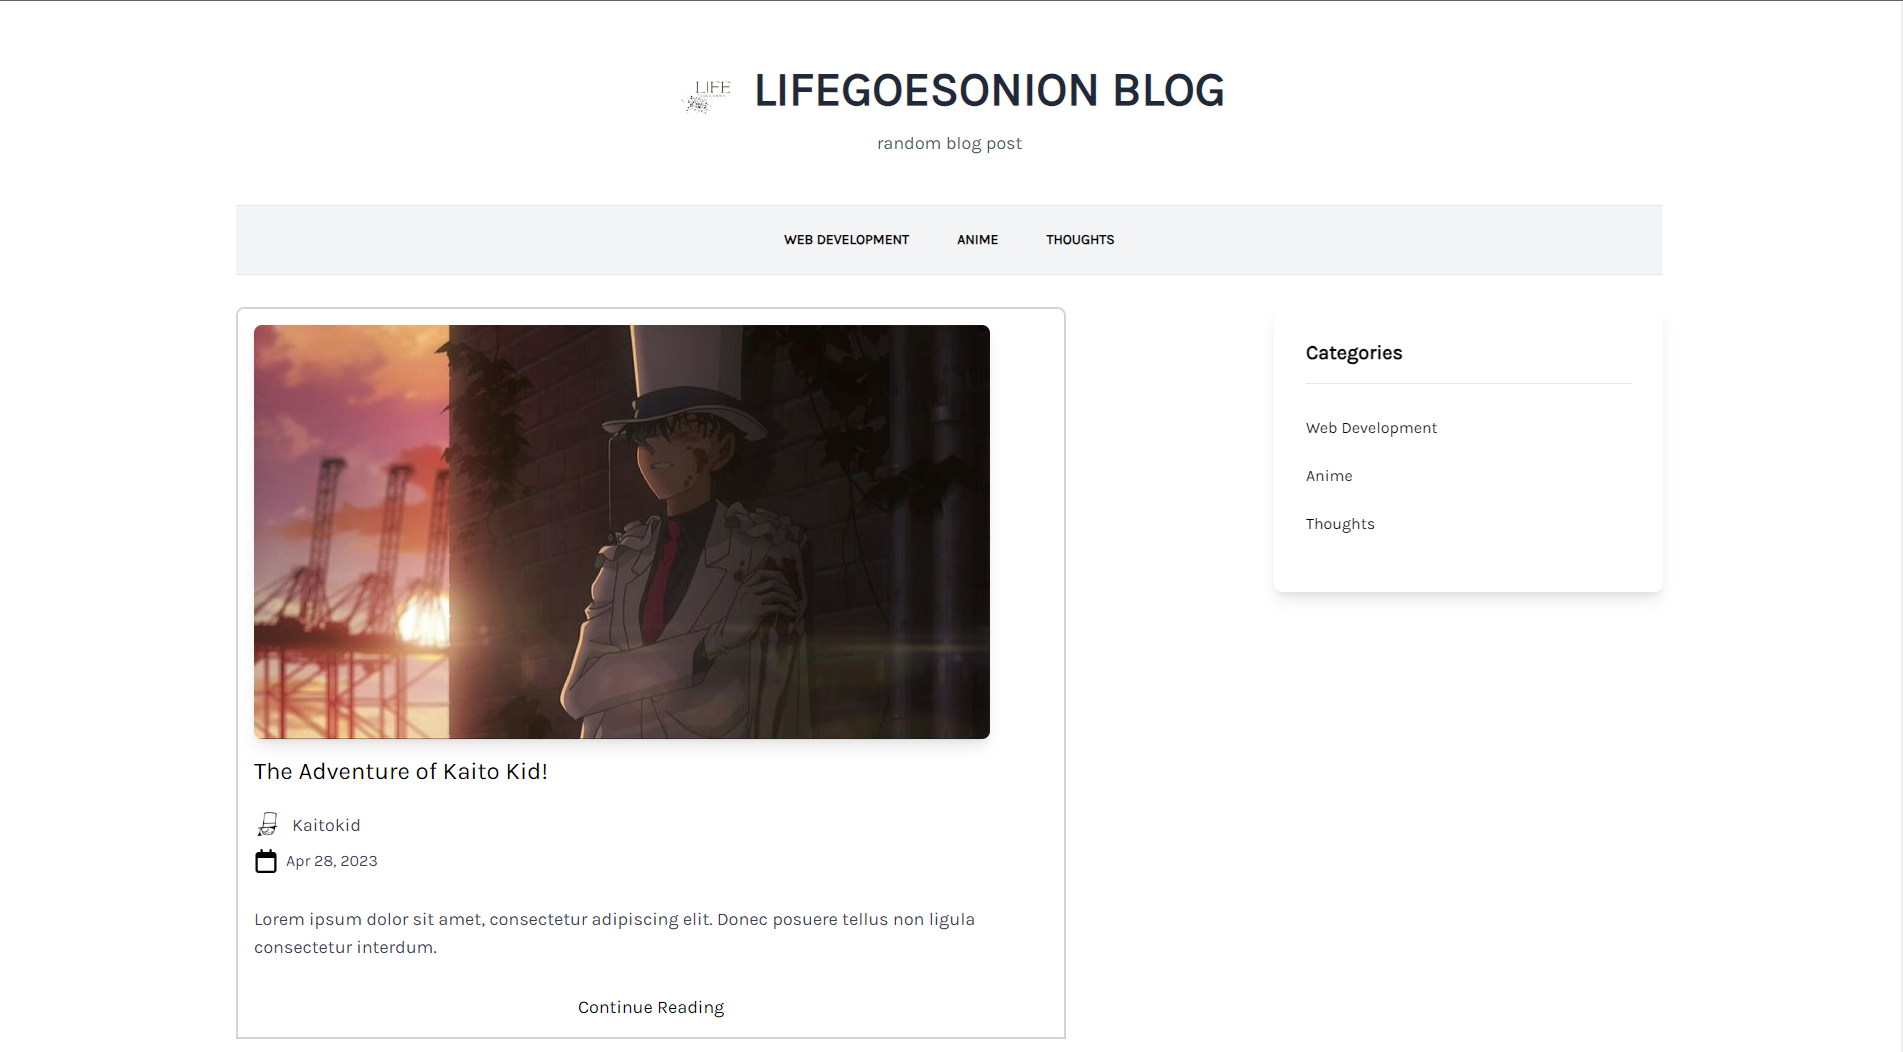 LIFE
LIFEGOESONION BLOG
random blog post
WEB DEVELOPMENT
ANIME
THOUGHTS
The Adventure of Kaito Kid!
Kaitokid
Apr 28, 2023
Lorem ipsum dolor sit amet, consectetur adipiscing elit. Donec posuere tellus non ligula
consectetur interdum.
Continue Reading
Categories
Web Development
Anime
Thoughts